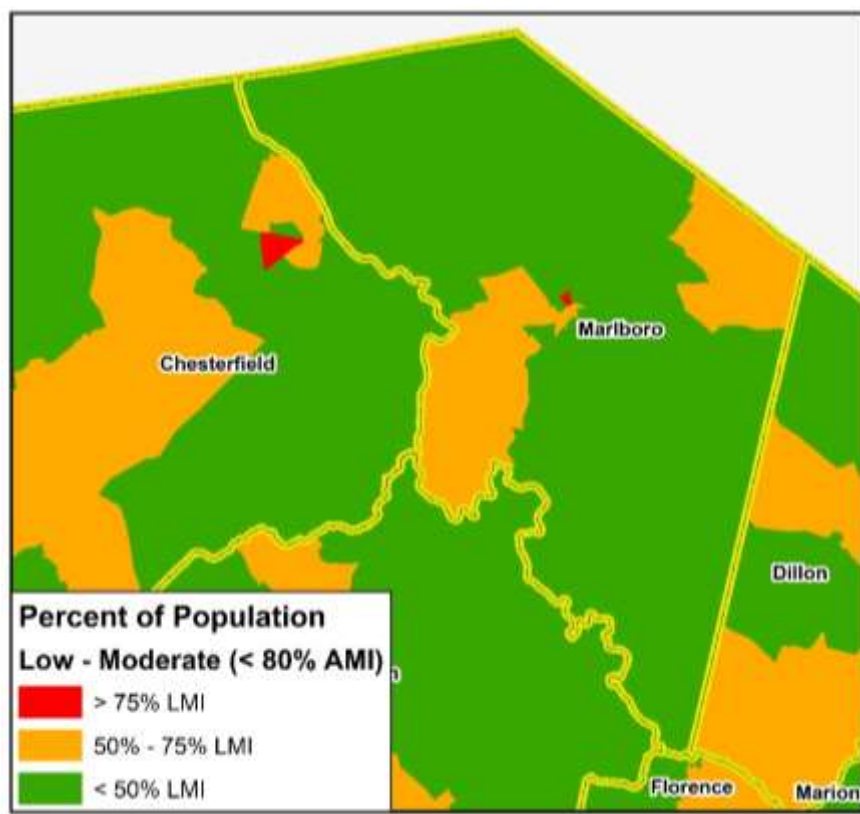 Chesterfield
Marlboro
Dillon
Florence
Marion
Percent of Population
Low - Moderate (< 80% AMI)
> 75% LMI
50% - 75% LMI
< 50% LMI